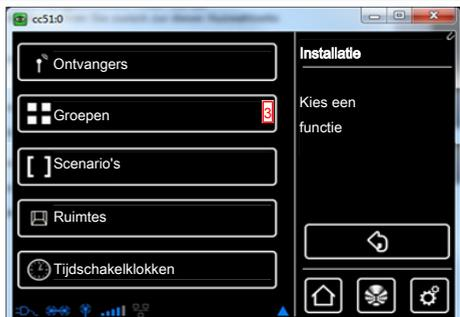 cc51:0
Ontvangers
Groepen
3
Scenario's
Ruimtes
Tijdschakelklokken
Installatie
Kies een
functie